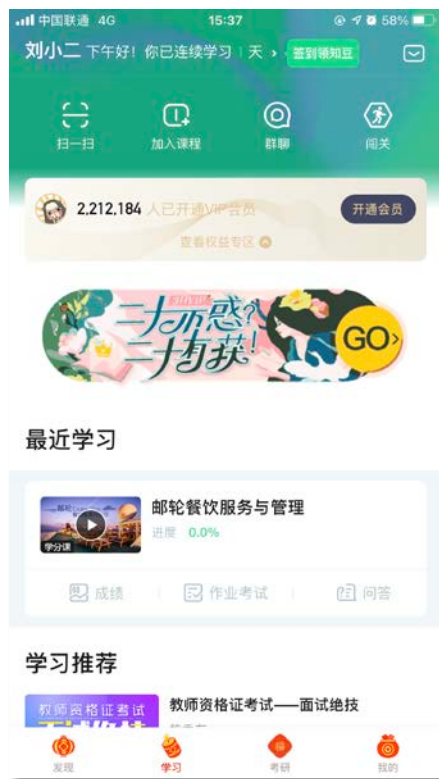 中国联通 4G 15:37 58%
刘小二 下午好！你已连续学习 1 天 › 签到领知豆
扫一扫 加入课程 群聊 闯关
2,212,184 人已开通VIP会员 开通会员
查看权益专区
二十不惑？
二十有获！
GO›
最近学习
邮轮餐饮服务与管理
学分课
进度 0.0%
成绩 作业考试 问答
学习推荐
教师资格证考试
教师资格证考试——面试绝技
发现 学习 考研 我的